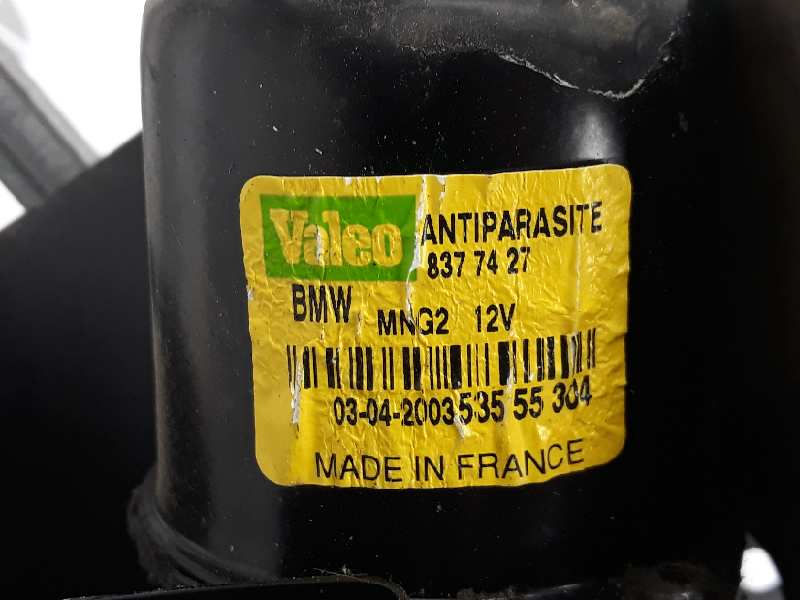 Valeo ANTIPARASITE
837 74 27
BMW MNG2 12V
03-04-2003 535 55 304
MADE IN FRANCE